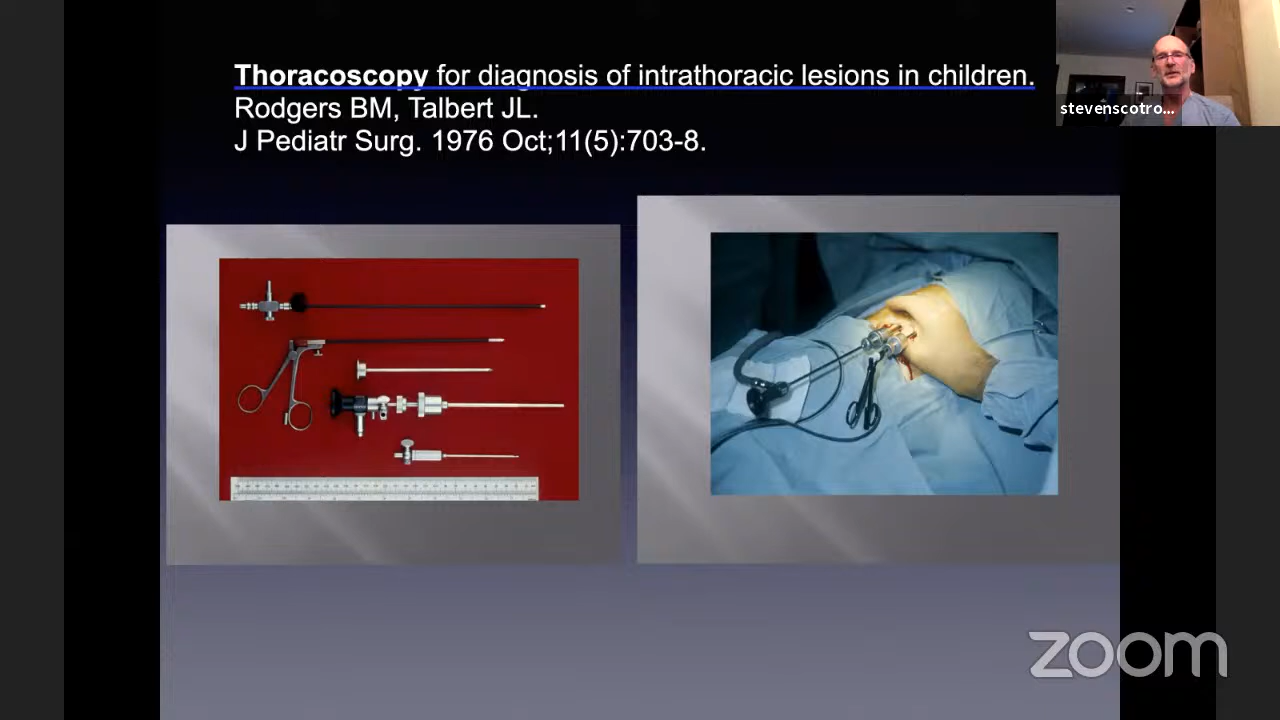 Thoracoscopy for diagnosis of intrathoracic lesions in children.
Rodgers BM, Talbert JL.
J Pediatr Surg. 1976 Oct;11(5):703-8.
stevenscotro...
zoom